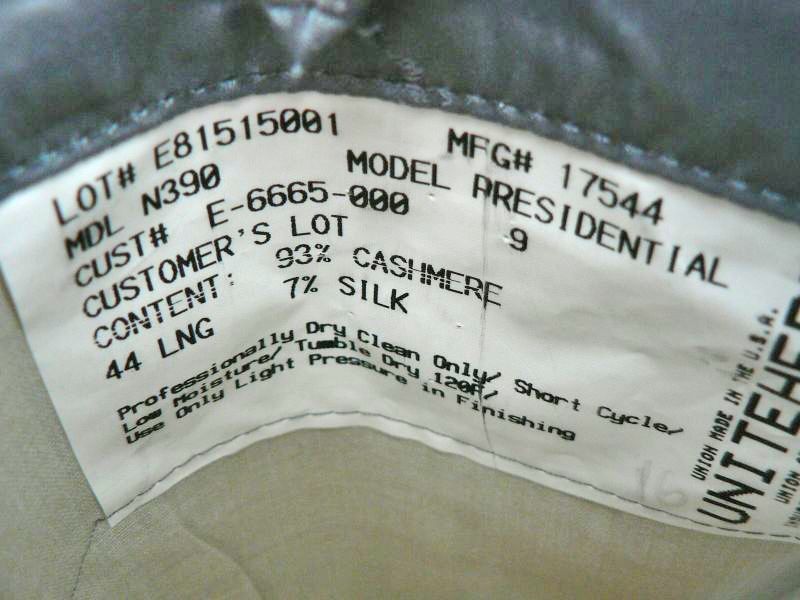 LOT# E81515001 MFG# 17544
MDL N390 MODEL PRESIDENTIAL
CUST# E-6665-000 9
CUSTOMER'S LOT
CONTENT: 93% CASHMERE
7% SILK
44 LNG
Professionally Dry Clean Only/ Short Cycle/
Low Moisture/ Tumble Dry 120F/
Use Only Light Pressure in Finishing
UNION MADE IN THE U.S.A.
UNITEHER
UNION
16